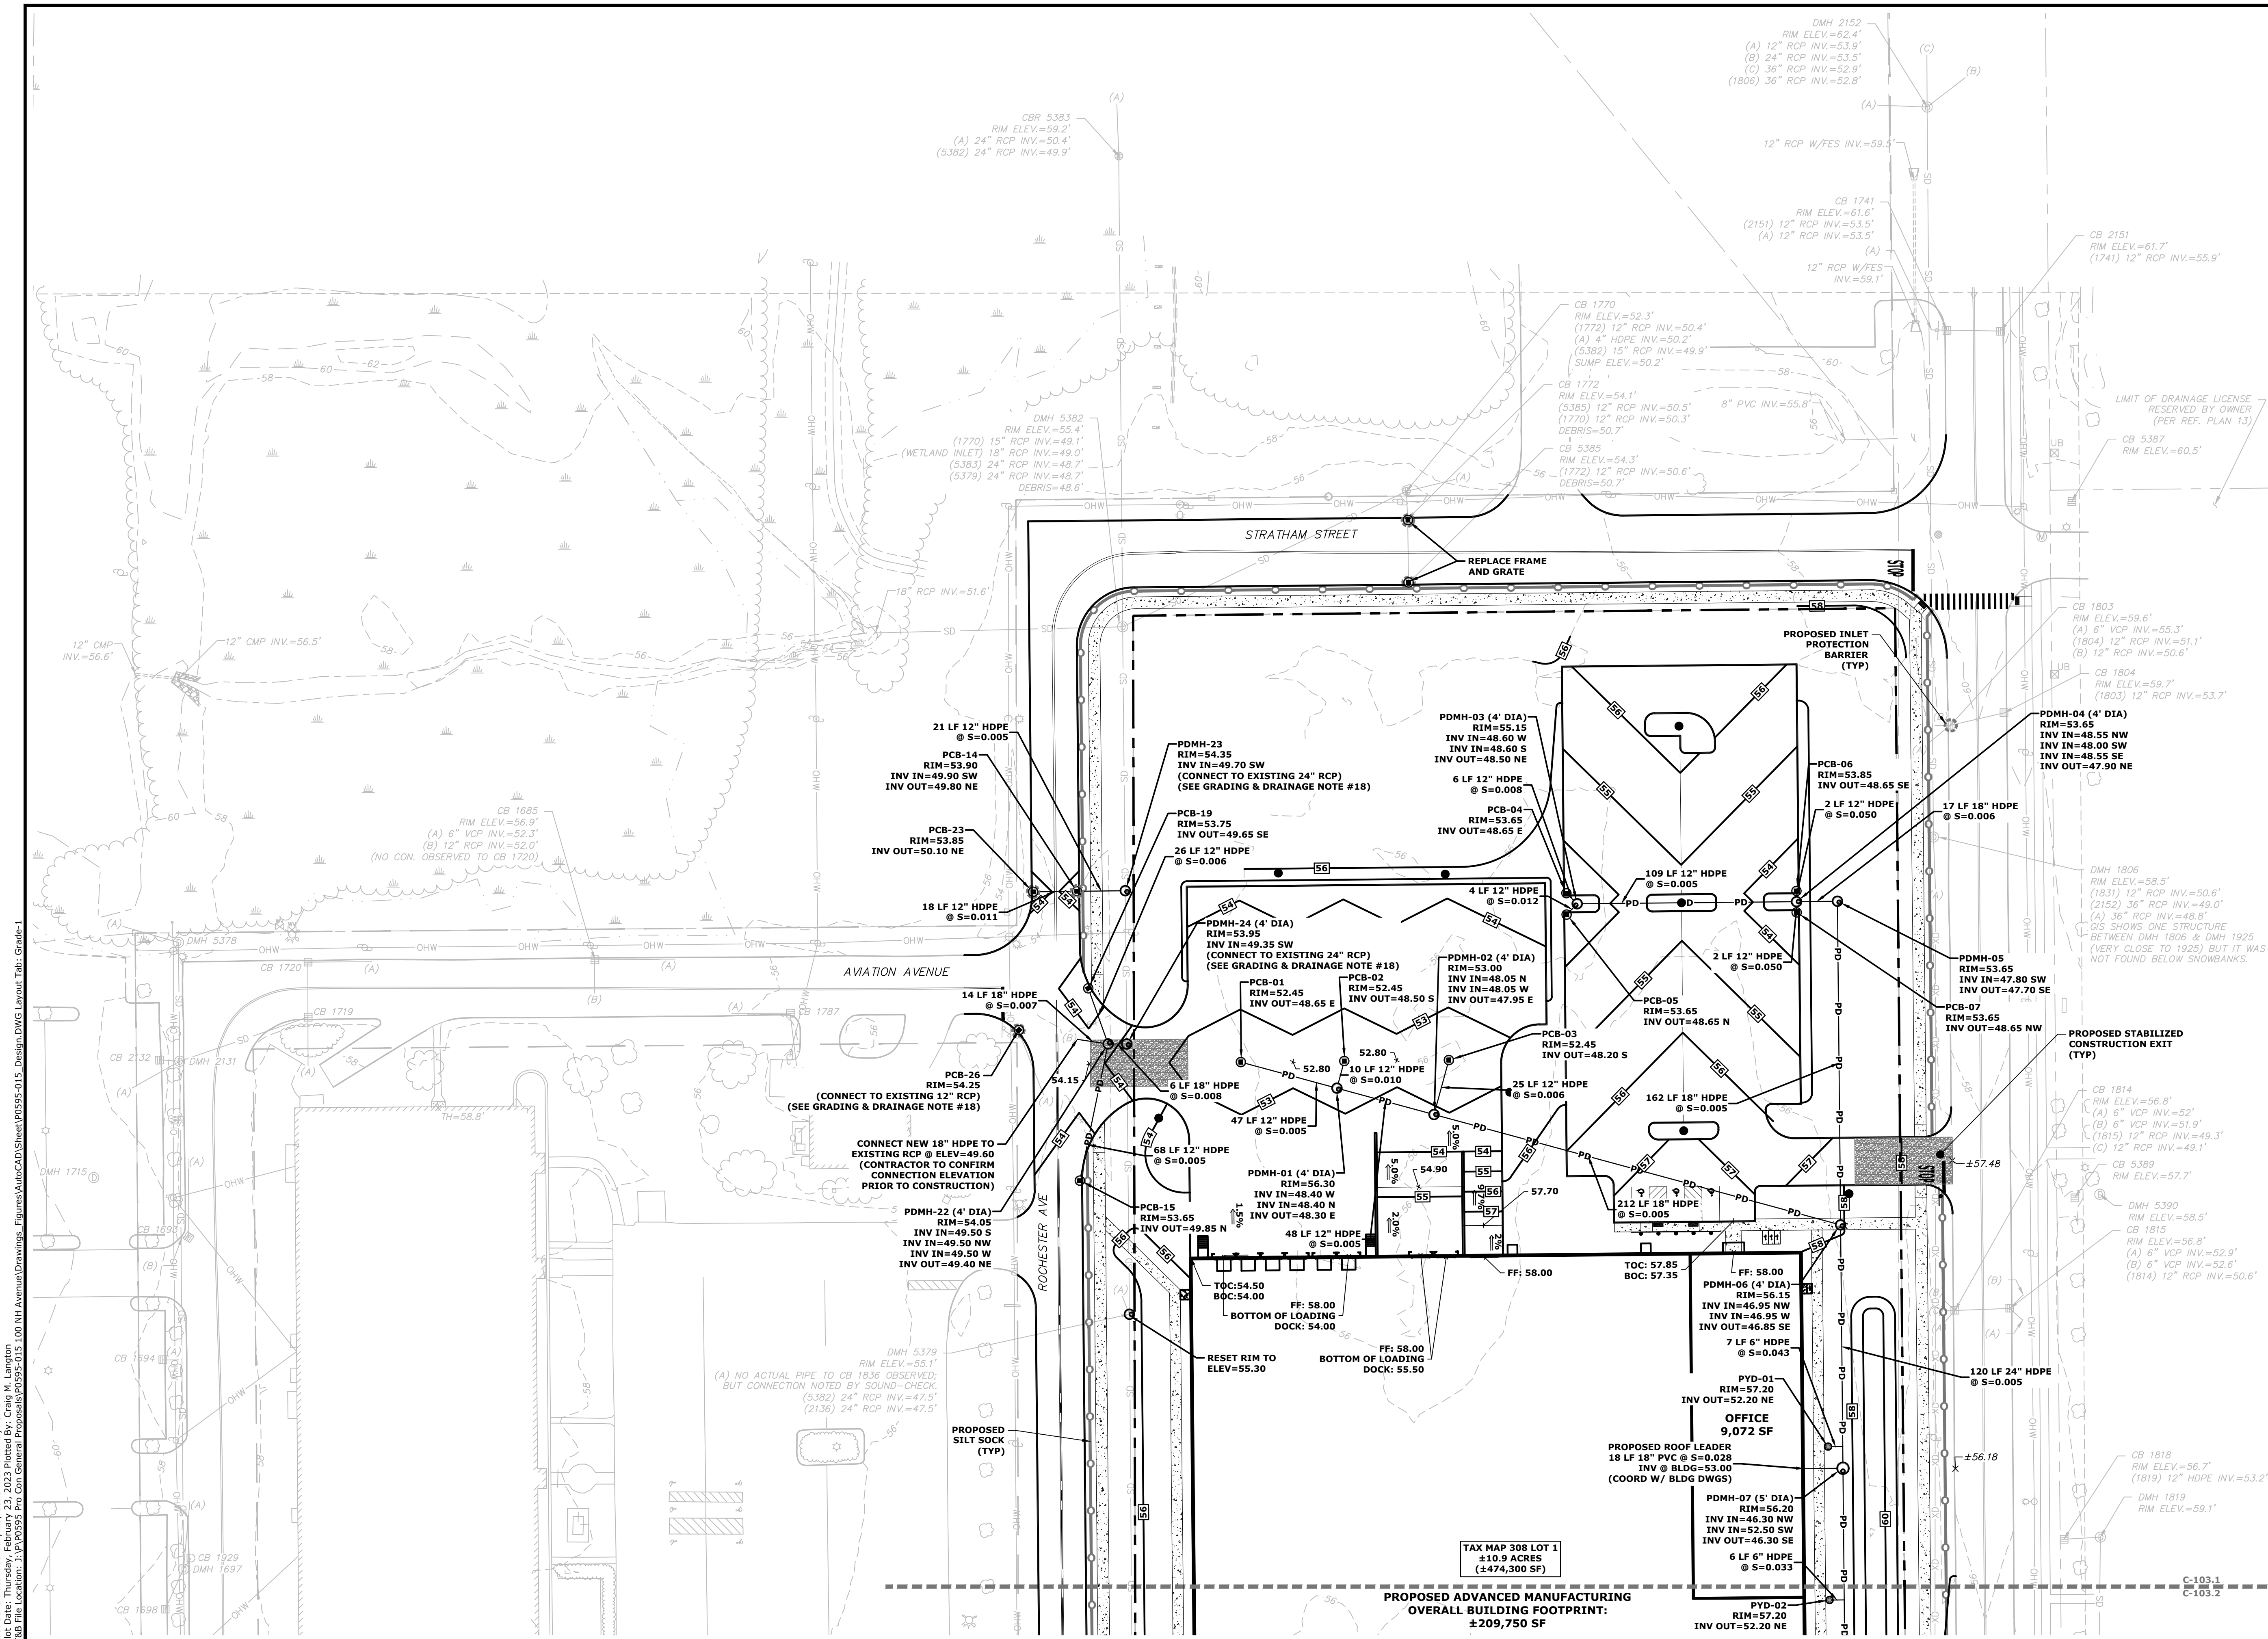 DMH 2152
RIM ELEV.=62.4'
(A) 12" RCP INV.=53.9'
(B) 24" RCP INV.=53.5'
(C) 36" RCP INV.=52.9'
(1806) 36" RCP INV.=52.8'
(C)
(B)
(A)
(A)
CBR 5383
RIM ELEV.=59.2'
(A) 24" RCP INV.=50.4'
(5382) 24" RCP INV.=49.9'
12" RCP W/FES INV.=59.5'
CB 1741
RIM ELEV.=61.6'
(2151) 12" RCP INV.=53.5'
(A) 12" RCP INV.=53.5'
(A)
12" RCP W/FES
INV.=59.1'
CB 2151
RIM ELEV.=61.7'
(1741) 12" RCP INV.=55.9'
CB 1770
RIM ELEV.=52.3'
(1772) 12" RCP INV.=50.4'
(A) 4" HDPE INV.=50.2'
(5382) 15" RCP INV.=49.9'
SUMP ELEV.=50.2'
CB 1772
RIM ELEV.=54.1'
(5385) 12" RCP INV.=50.5'
(1770) 12" RCP INV.=50.3'
DEBRIS=50.7'
8" PVC INV.=55.8'
CB 5385
RIM ELEV.=54.3'
(1772) 12" RCP INV.=50.6'
DEBRIS=50.7'
LIMIT OF DRAINAGE LICENSE
RESERVED BY OWNER
(PER REF. PLAN 13)
CB 5387
RIM ELEV.=60.5'
DMH 5382
RIM ELEV.=55.4'
(1770) 15" RCP INV.=49.1'
(WETLAND INLET) 18" RCP INV.=49.0'
(5383) 24" RCP INV.=48.7'
(5379) 24" RCP INV.=48.7'
DEBRIS=48.6'
STRATHAM STREET
REPLACE FRAME
AND GRATE
STOP
18" RCP INV.=51.6'
12" CMP
INV.=56.6'
12" CMP INV.=56.5'
CB 1803
RIM ELEV.=59.6'
(A) 6" VCP INV.=55.3'
(1804) 12" RCP INV.=51.1'
(B) 12" RCP INV.=50.6'
CB 1804
RIM ELEV.=59.7'
(1803) 12" RCP INV.=53.7'
PROPOSED INLET
PROTECTION
BARRIER
(TYP)
21 LF 12" HDPE
@ S=0.005
PCB-14
RIM=53.90
INV IN=49.90 SW
INV OUT=49.80 NE
PCB-23
RIM=53.85
INV OUT=50.10 NE
18 LF 12" HDPE
@ S=0.011
PDMH-23
RIM=54.35
INV IN=49.70 SW
(CONNECT TO EXISTING 24" RCP)
(SEE GRADING & DRAINAGE NOTE #18)
PCB-19
RIM=53.75
INV OUT=49.65 SE
26 LF 12" HDPE
@ S=0.006
PDMH-03 (4' DIA)
RIM=55.15
INV IN=48.60 W
INV IN=48.60 S
INV OUT=48.50 NE
6 LF 12" HDPE
@ S=0.008
PCB-04
RIM=53.65
INV OUT=48.65 E
4 LF 12" HDPE
@ S=0.012
109 LF 12" HDPE
@ S=0.005
PDMH-04 (4' DIA)
RIM=53.65
INV IN=48.55 NW
INV IN=48.00 SW
INV IN=48.55 SE
INV OUT=47.90 NE
PCB-06
RIM=53.85
INV OUT=48.65 SE
2 LF 12" HDPE
@ S=0.050
17 LF 18" HDPE
@ S=0.006
CB 1685
RIM ELEV.=56.9'
(A) 6" VCP INV.=52.3'
(B) 12" RCP INV.=52.0'
(NO CON. OBSERVED TO CB 1720)
DMH 1806
RIM ELEV.=58.5'
(1831) 12" RCP INV.=50.6'
(2152) 36" RCP INV.=49.0'
(A) 36" RCP INV.=48.8'
GIS SHOWS ONE STRUCTURE
BETWEEN DMH 1806 & DMH 1925
(VERY CLOSE TO 1925) BUT IT WAS
NOT FOUND BELOW SNOWBANKS.
DMH 5378
CB 1720
AVIATION AVENUE
PDMH-24 (4' DIA)
RIM=53.95
INV IN=49.35 SW
(CONNECT TO EXISTING 24" RCP)
(SEE GRADING & DRAINAGE NOTE #18)
PCB-01
RIM=52.45
INV OUT=48.65 E
PCB-02
RIM=52.45
INV OUT=48.50 S
PDMH-02 (4' DIA)
RIM=53.00
INV IN=48.05 N
INV IN=48.05 W
INV OUT=47.95 E
2 LF 12" HDPE
@ S=0.050
PCB-05
RIM=53.65
INV OUT=48.65 N
PDMH-05
RIM=53.65
INV IN=47.80 SW
INV OUT=47.70 SE
PCB-07
RIM=53.65
INV OUT=48.65 NW
PROPOSED STABILIZED
CONSTRUCTION EXIT
(TYP)
14 LF 18" HDPE
@ S=0.007
CB 1719
CB 1787
CB 2132
DMH 2131
PCB-03
RIM=52.45
INV OUT=48.20 S
52.80
52.80
10 LF 12" HDPE
@ S=0.010
25 LF 12" HDPE
@ S=0.006
PCB-26
RIM=54.25
(CONNECT TO EXISTING 12" RCP)
(SEE GRADING & DRAINAGE NOTE #18)
54.15
6 LF 18" HDPE
@ S=0.008
47 LF 12" HDPE
@ S=0.005
162 LF 18" HDPE
@ S=0.005
CB 1814
RIM ELEV.=56.8'
(A) 6" VCP INV.=52'
(B) 6" VCP INV.=51.9'
(1815) 12" RCP INV.=49.3'
(C) 12" RCP INV.=49.1'
TH=58.8'
CONNECT NEW 18" HDPE TO
EXISTING RCP @ ELEV=49.60
(CONTRACTOR TO CONFIRM
CONNECTION ELEVATION
PRIOR TO CONSTRUCTION)
68 LF 12" HDPE
@ S=0.005
PDMH-01 (4' DIA)
RIM=56.30
INV IN=48.40 W
INV IN=48.40 N
INV OUT=48.30 E
48 LF 12" HDPE
@ S=0.005
54.90
57.70
5.0%
5.0%
2.0%
1.5%
2%
212 LF 18" HDPE
@ S=0.005
STOP
±57.48
CB 5389
RIM ELEV.=57.7'
DMH 5390
RIM ELEV.=58.5'
CB 1815
RIM ELEV.=56.8'
(A) 6" VCP INV.=52.9'
(B) 6" VCP INV.=52.6'
(1814) 12" RCP INV.=50.6'
DMH 1715
CB 1693
PDMH-22 (4' DIA)
RIM=54.05
INV IN=49.50 S
INV IN=49.50 NW
INV IN=49.50 W
INV OUT=49.40 NE
ROCHESTER AVE
PCB-15
RIM=53.65
INV OUT=49.85 N
TOC:54.50
BOC:54.00
FF: 58.00
BOTTOM OF LOADING
DOCK: 54.00
FF: 58.00
FF: 58.00
BOTTOM OF LOADING
DOCK: 55.50
TOC: 57.85
BOC: 57.35
FF: 58.00
PDMH-06 (4' DIA)
RIM=56.15
INV IN=46.95 NW
INV IN=46.95 W
INV OUT=46.85 SE
7 LF 6" HDPE
@ S=0.043
PYD-01
RIM=57.20
INV OUT=52.20 NE
OFFICE
9,072 SF
120 LF 24" HDPE
@ S=0.005
CB 1694
DMH 5379
RIM ELEV.=55.1'
(A) NO ACTUAL PIPE TO CB 1836 OBSERVED;
BUT CONNECTION NOTED BY SOUND-CHECK.
(5382) 24" RCP INV.=47.5'
(2136) 24" RCP INV.=47.5'
RESET RIM TO
ELEV=55.30
PROPOSED
SILT SOCK
(TYP)
PROPOSED ROOF LEADER
18 LF 18" PVC @ S=0.028
INV @ BLDG=53.00
(COORD W/ BLDG DWGS)
±56.18
CB 1818
RIM ELEV.=56.7'
(1819) 12" HDPE INV.=53.2'
DMH 1819
RIM ELEV.=59.1'
PDMH-07 (5' DIA)
RIM=56.20
INV IN=46.30 NW
INV IN=52.50 SW
INV OUT=46.30 SE
6 LF 6" HDPE
@ S=0.033
CB 1929
DMH 1697
CB 1698
TAX MAP 308 LOT 1
±10.9 ACRES
(±474,300 SF)
C-103.1
C-103.2
PROPOSED ADVANCED MANUFACTURING
OVERALL BUILDING FOOTPRINT:
±209,750 SF
PYD-02
RIM=57.20
INV OUT=52.20 NE
lot Date: Thursday, February 23, 2023 Plotted By: Craig M. Langton
T&B File Location: J:\P\P0595 Pro Con General Proposals\P0595-015 100 NH Avenue\Drawings_Figures\AutoCAD\Sheet\P0595-015_Design.DWG Layout Tab: Grade-1